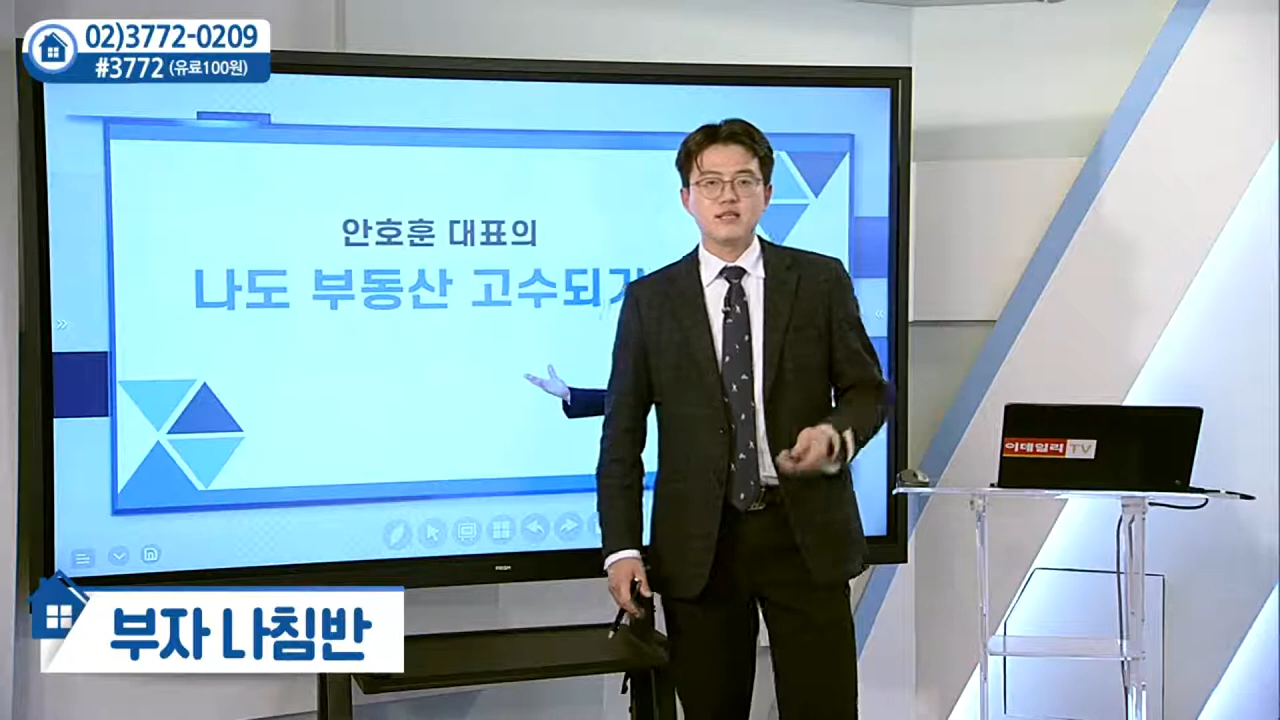 02)3772-0209
#3772 (유료100원)
안호훈 대표의
나도 부동산 고수되기
이데일리TV
부자 나침반